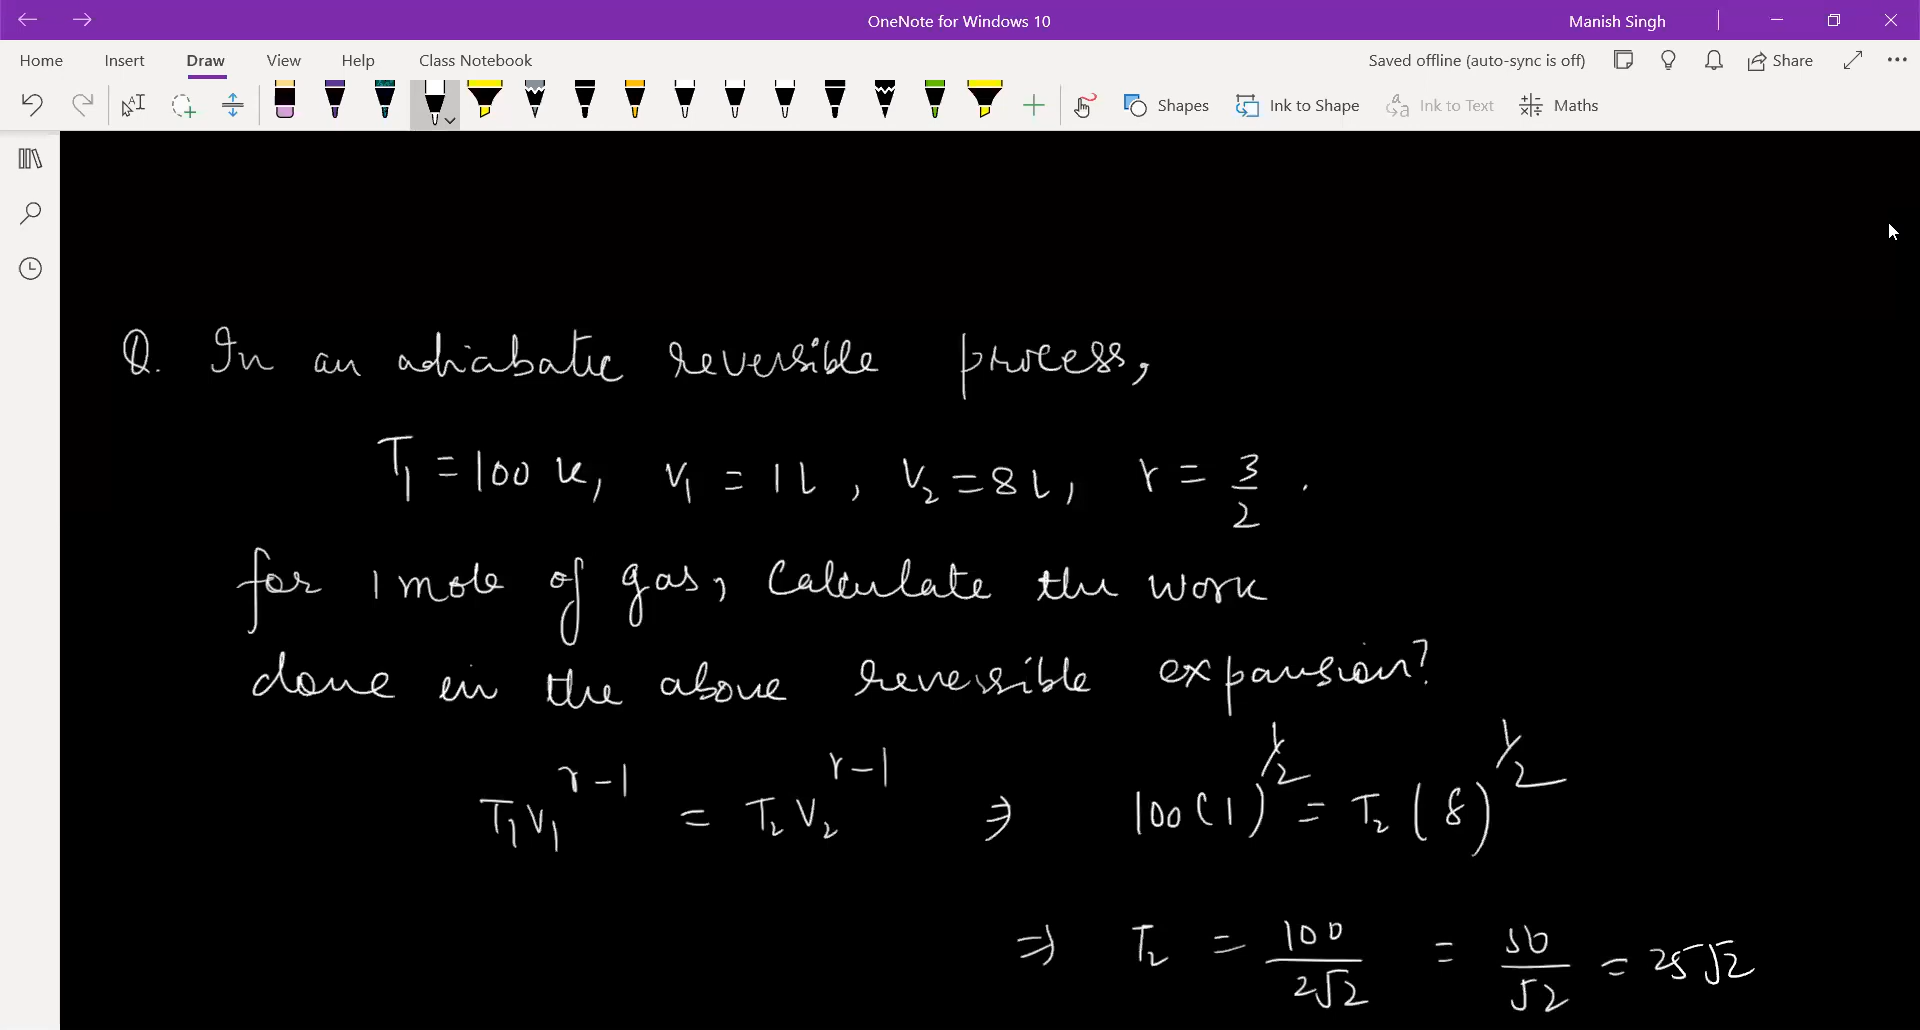 OneNote for Windows 10
Manish Singh
Home Insert Draw View Help Class Notebook
Saved offline (auto-sync is off) Share
Shapes Ink to Shape Ink to Text Maths
Q. In an adiabatic reversible process,
T₁ = 100 K, V₁ = 1 L, V₂ = 8 L, r = 3/2 .
for 1 mole of gas, Calculate the work
done in the above reversible expansion?
T₁V₁^(r-1) = T₂V₂^(r-1) ⇒ 100(1)^(1/2) = T₂(8)^(1/2)
⇒ T₂ = 100/2√2 = 50/√2 = 25√2